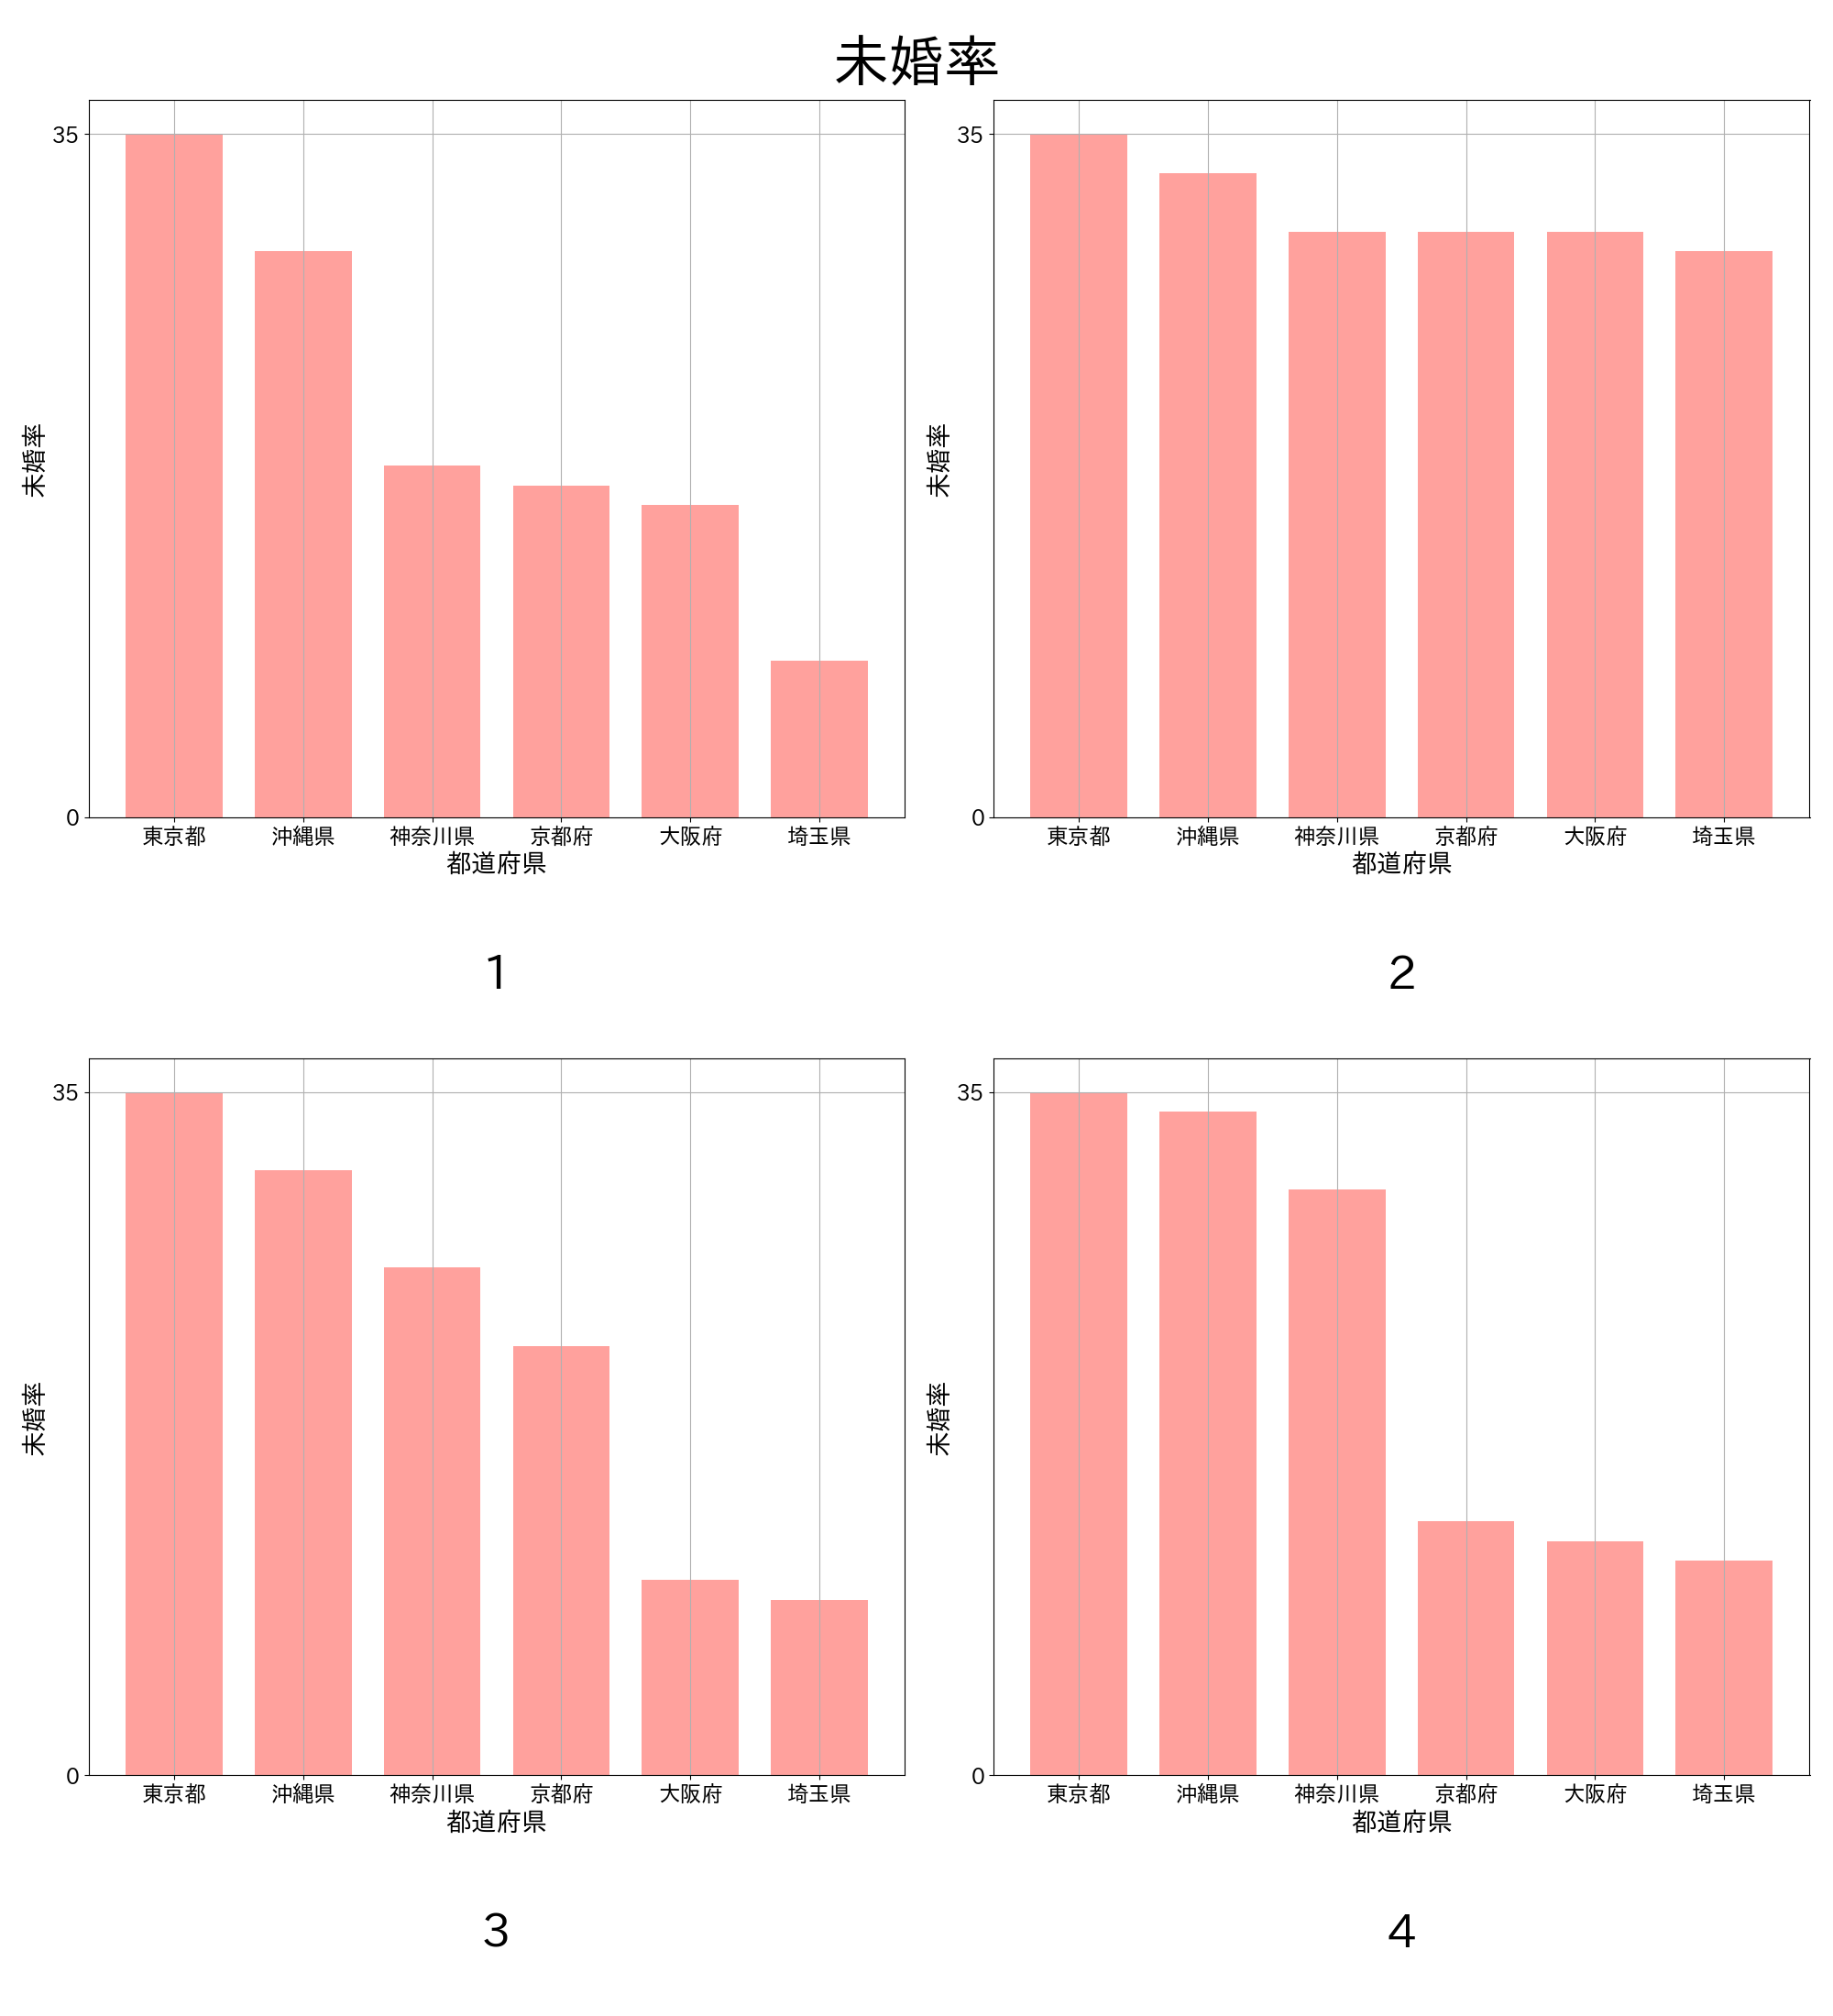 未婚率
35
0
未婚率
東京都 沖縄県 神奈川県 京都府 大阪府 埼玉県
都道府県
1
35
0
未婚率
東京都 沖縄県 神奈川県 京都府 大阪府 埼玉県
都道府県
2
35
0
未婚率
東京都 沖縄県 神奈川県 京都府 大阪府 埼玉県
都道府県
3
35
0
未婚率
東京都 沖縄県 神奈川県 京都府 大阪府 埼玉県
都道府県
4